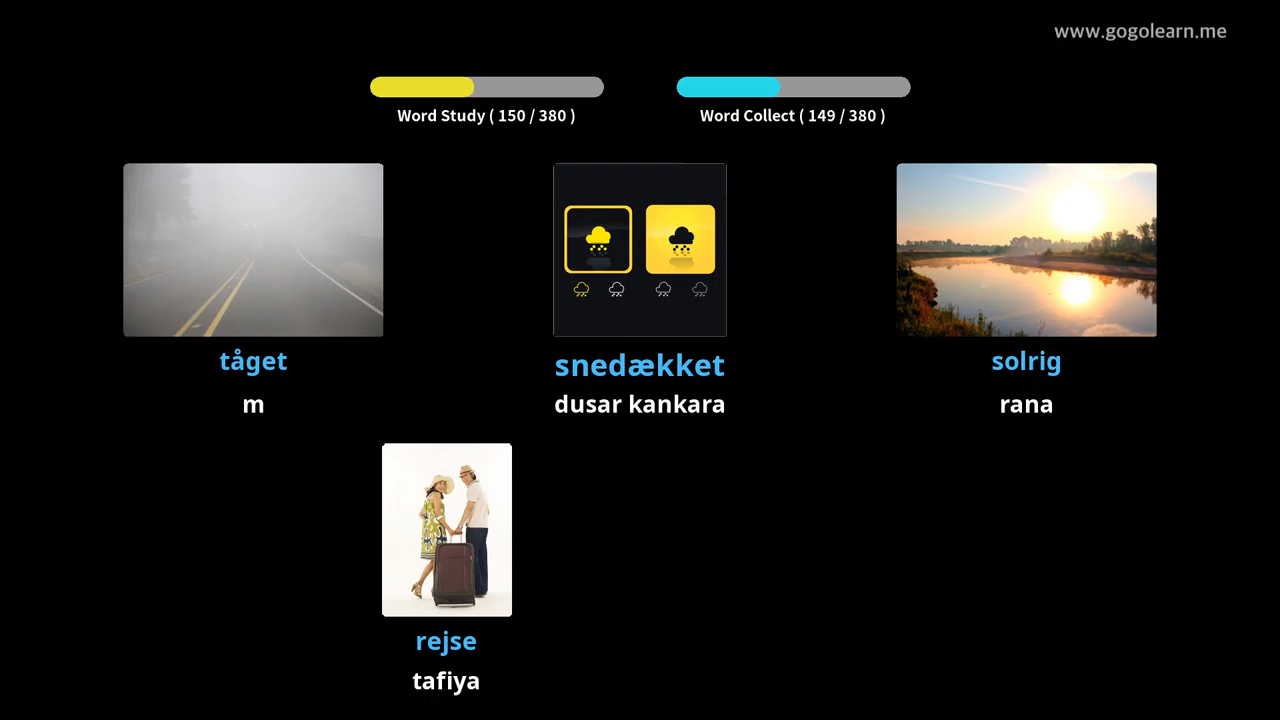 www.gogolearn.me
Word Study ( 150 / 380 )
Word Collect ( 149 / 380 )
tåget
snedækket
solrig
m
dusar kankara
rana
rejse
tafiya